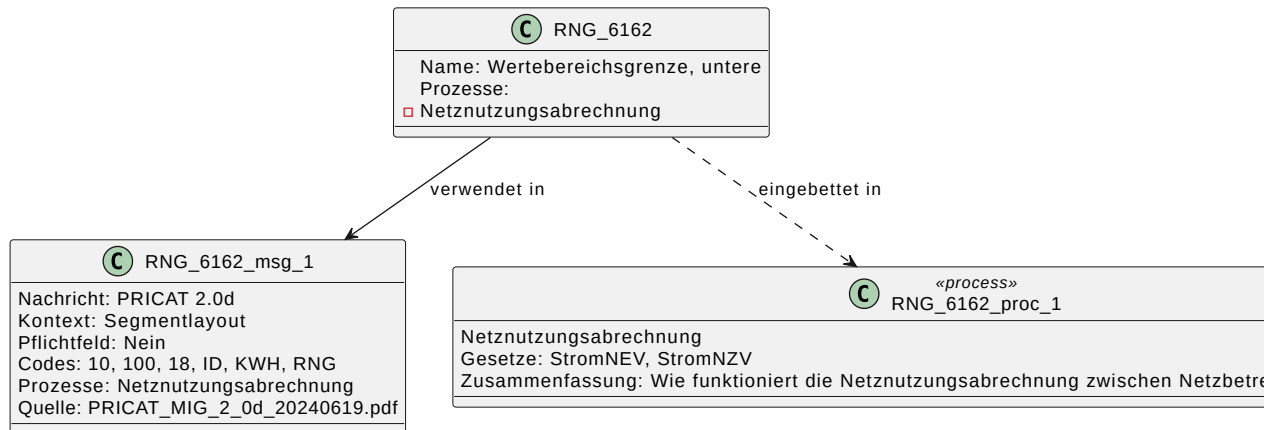 C RNG_6162
Name: Wertebereichsgrenze, untere
Prozesse:
Netznutzungsabrechnung
verwendet in
eingebettet in
C RNG_6162_msg_1
Nachricht: PRICAT 2.0d
Kontext: Segmentlayout
Pflichtfeld: Nein
Codes: 10, 100, 18, ID, KWH, RNG
Prozesse: Netznutzungsabrechnung
Quelle: PRICAT_MIG_2_0d_20240619.pdf
C «process»
RNG_6162_proc_1
Netznutzungsabrechnung
Gesetze: StromNEV, StromNZV
Zusammenfassung: Wie funktioniert die Netznutzungsabrechnung zwischen Netzbetre